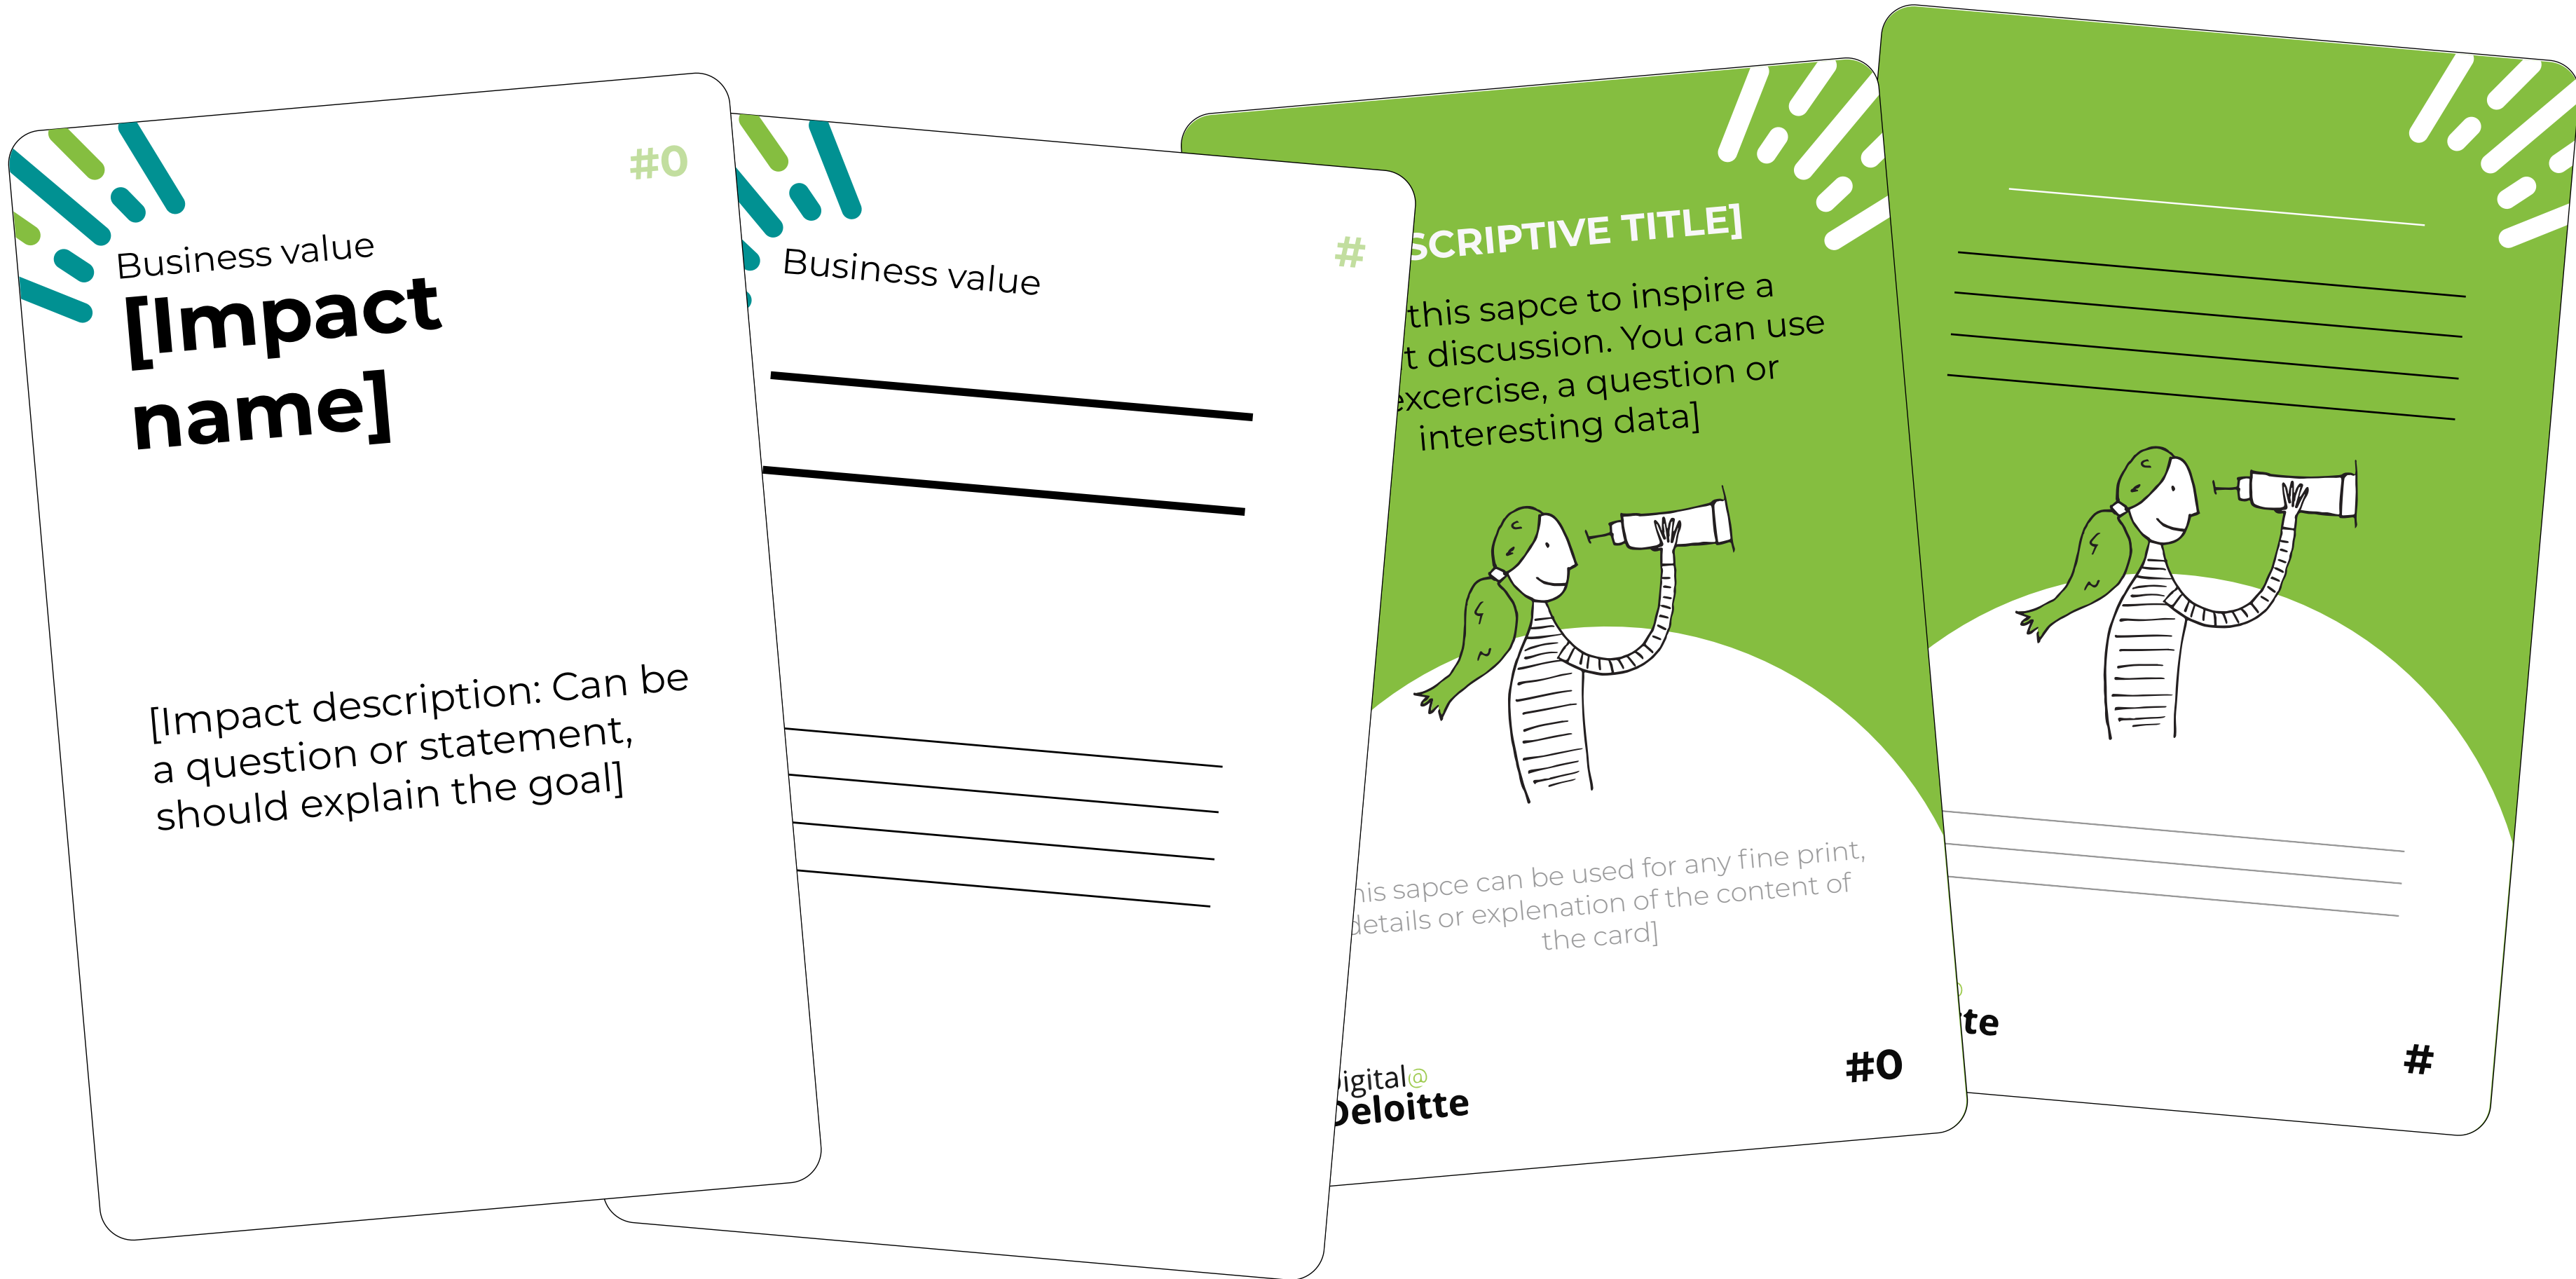 #0
Business value
[Impact
name]
[Impact description: Can be
a question or statement,
should explain the goal]
#
Business value
SCRIPTIVE TITLE]
this sapce to inspire a
t discussion. You can use
excercise, a question or
interesting data]
his sapce can be used for any fine print,
details or explenation of the content of
the card]
igital@
Deloitte
#0
te
#